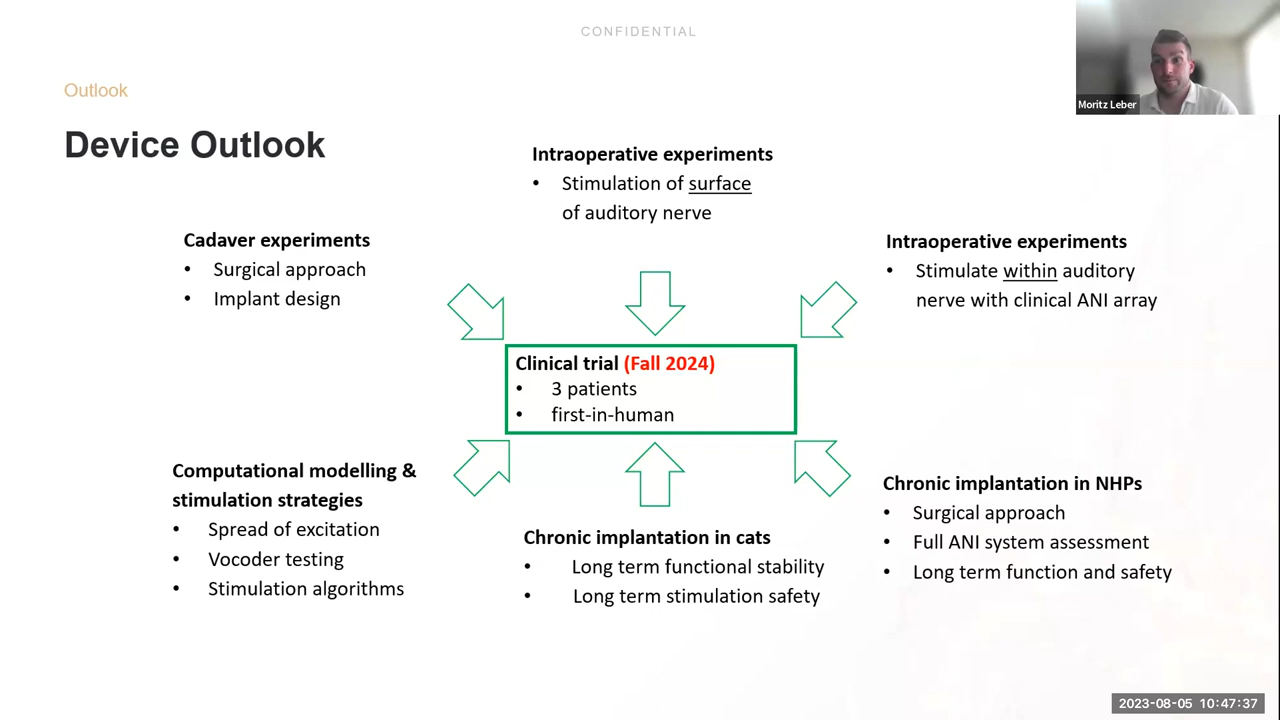 CONFIDENTIAL
Moritz Leber
Outlook
Device Outlook
Intraoperative experiments
• Stimulation of surface
of auditory nerve
Cadaver experiments
• Surgical approach
• Implant design
Intraoperative experiments
• Stimulate within auditory
nerve with clinical ANI array
Clinical trial (Fall 2024)
• 3 patients
• first-in-human
Computational modelling &
stimulation strategies
• Spread of excitation
• Vocoder testing
• Stimulation algorithms
Chronic implantation in cats
• Long term functional stability
• Long term stimulation safety
Chronic implantation in NHPs
• Surgical approach
• Full ANI system assessment
• Long term function and safety
2023-08-05 10:47:37